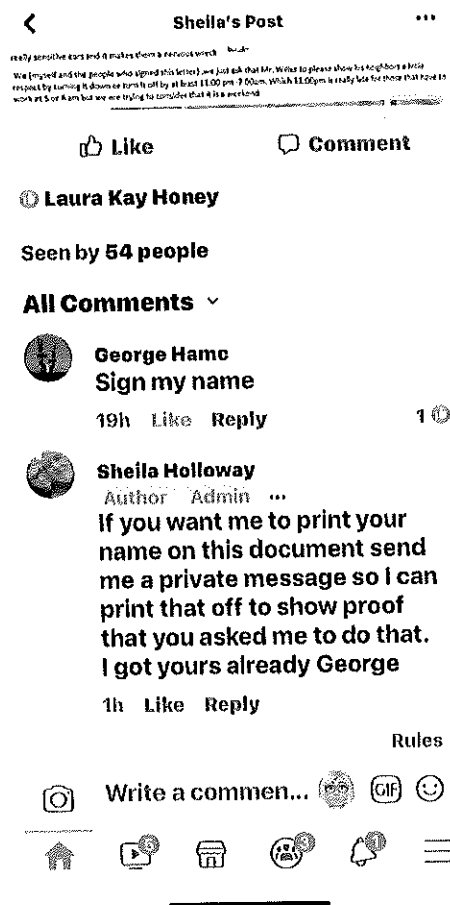 Sheila's Post
really sensitive ears and it makes them a nervous wreck
We (myself and the people who signed this letter) just ask that Mr. to please show his neighbors a little
respect by turning it down or turn it off by at least 11:00 pm -7:00am. Which 11:00pm is really late for those that have to
work at 5 or 6 am but we are trying to consider that it is a weekend
Like Comment
Laura Kay Honey
Seen by 54 people
All Comments
George Hamc
Sign my name
19h Like Reply 1
Sheila Holloway
Author Admin ...
If you want me to print your
name on this document send
me a private message so I can
print that off to show proof
that you asked me to do that.
I got yours already George
1h Like Reply
Rules
Write a commen... GIF
6 3 1